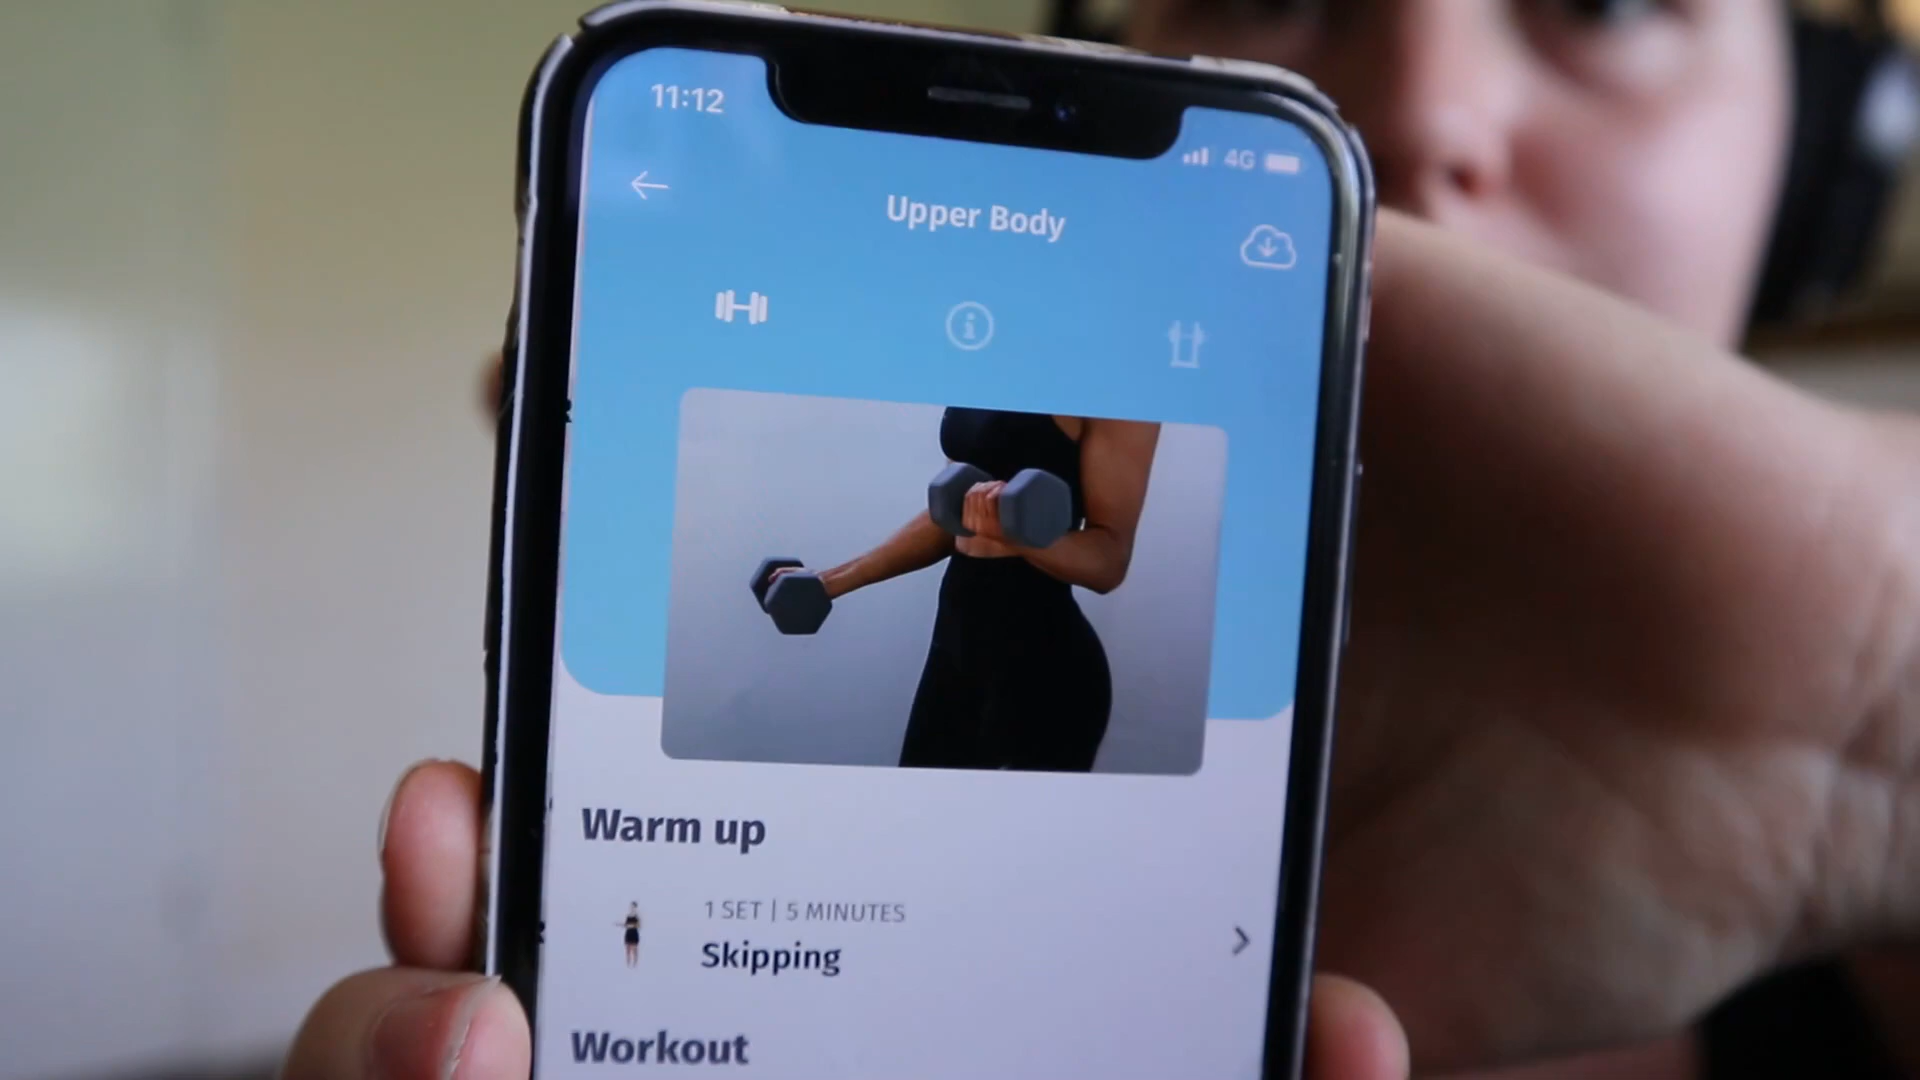 11:12
4G
Upper Body
Warm up
1 SET | 5 MINUTES
Skipping
Workout